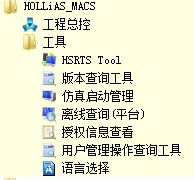 HOLLiAS_MACS
工程总控
工具
HSRTS Tool
版本查询工具
仿真启动管理
离线查询(平台)
授权信息查看
用户管理操作查询工具
语言选择